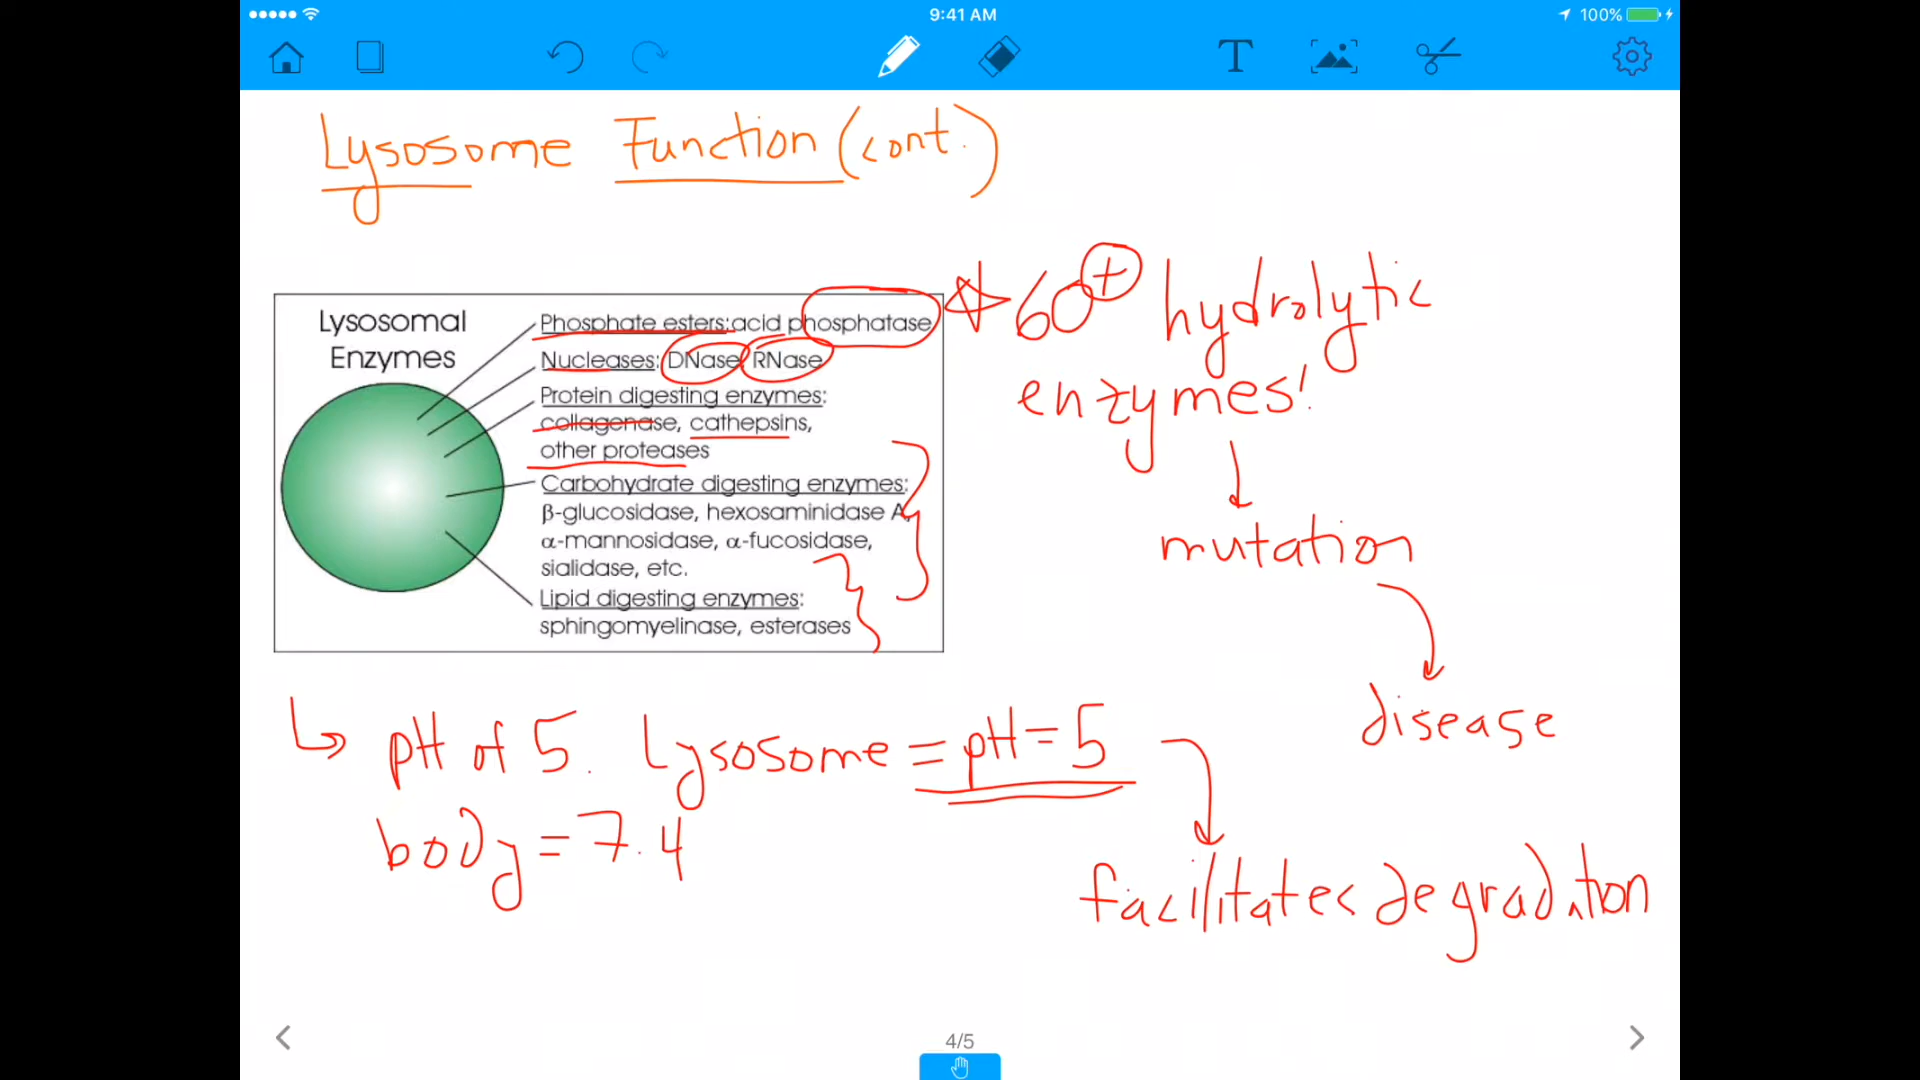 9:41 AM
100%
T
Lysosome Function (cont.)
Lysosomal
Enzymes
Phosphate esters: acid phosphatase
Nucleases: DNase, RNase
Protein digesting enzymes:
collagenase, cathepsins,
other proteases
Carbohydrate digesting enzymes:
β-glucosidase, hexosaminidase A,
α-mannosidase, α-fucosidase,
sialidase, etc.
Lipid digesting enzymes:
sphingomyelinase, esterases
60+ hydrolytic
enzymes!
mutation
disease
pH of 5. Lysosome = pH = 5
body = 7.4
facilitates degradation
4/5